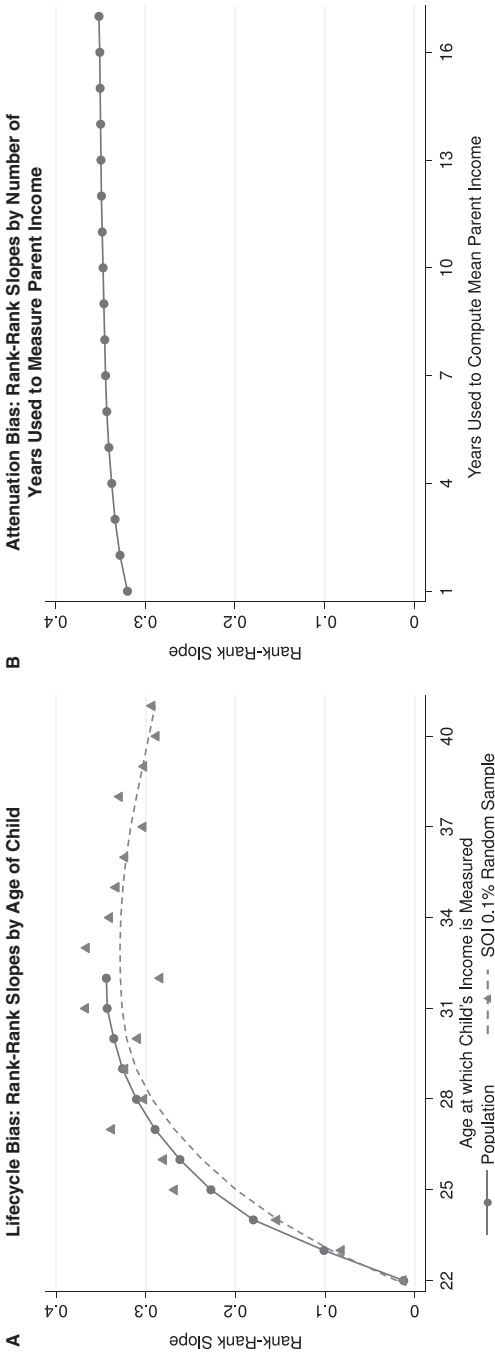 A
Lifecycle Bias: Rank-Rank Slopes by Age of Child
Rank-Rank Slope
0.4
0.3
0.2
0.1
0
22 25 28 31 34 37 40
Age at which Child's Income is Measured
Population SOI 0.1% Random Sample
B
Attenuation Bias: Rank-Rank Slopes by Number of
Years Used to Measure Parent Income
Rank-Rank Slope
0.4
0.3
0.2
0.1
0
1 4 7 10 13 16
Years Used to Compute Mean Parent Income